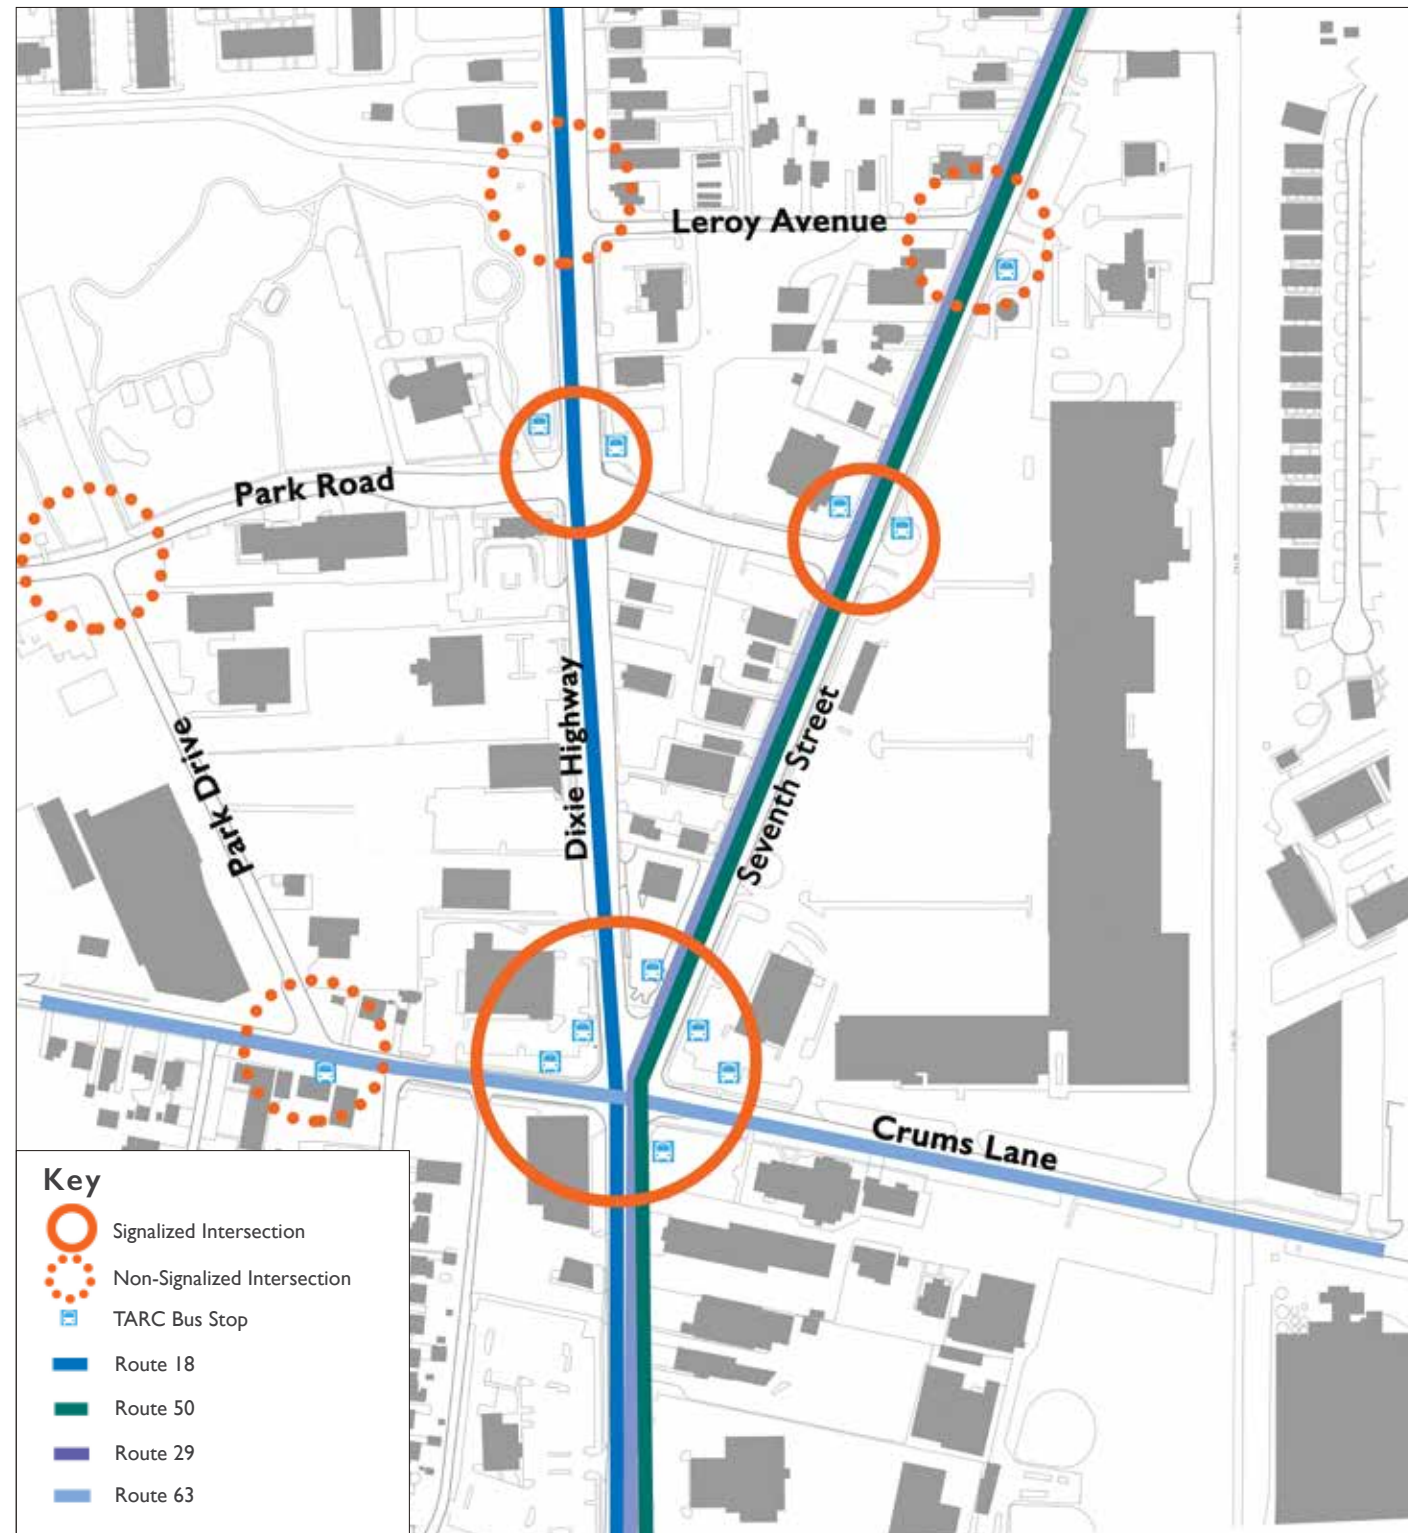 Leroy Avenue
Park Road
Dixie Highway
Seventh Street
Park Drive
Crums Lane
Key
Signalized Intersection
Non-Signalized Intersection
TARC Bus Stop
Route 18
Route 50
Route 29
Route 63